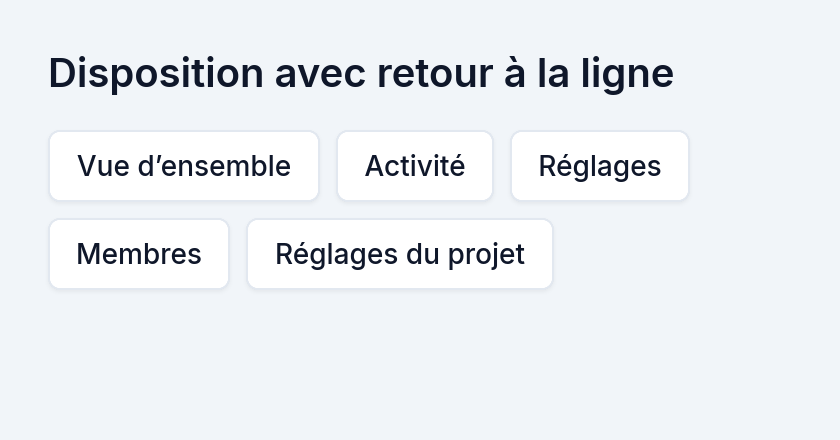 Disposition avec retour à la ligne
Vue d’ensemble Activité Réglages
Membres Réglages du projet